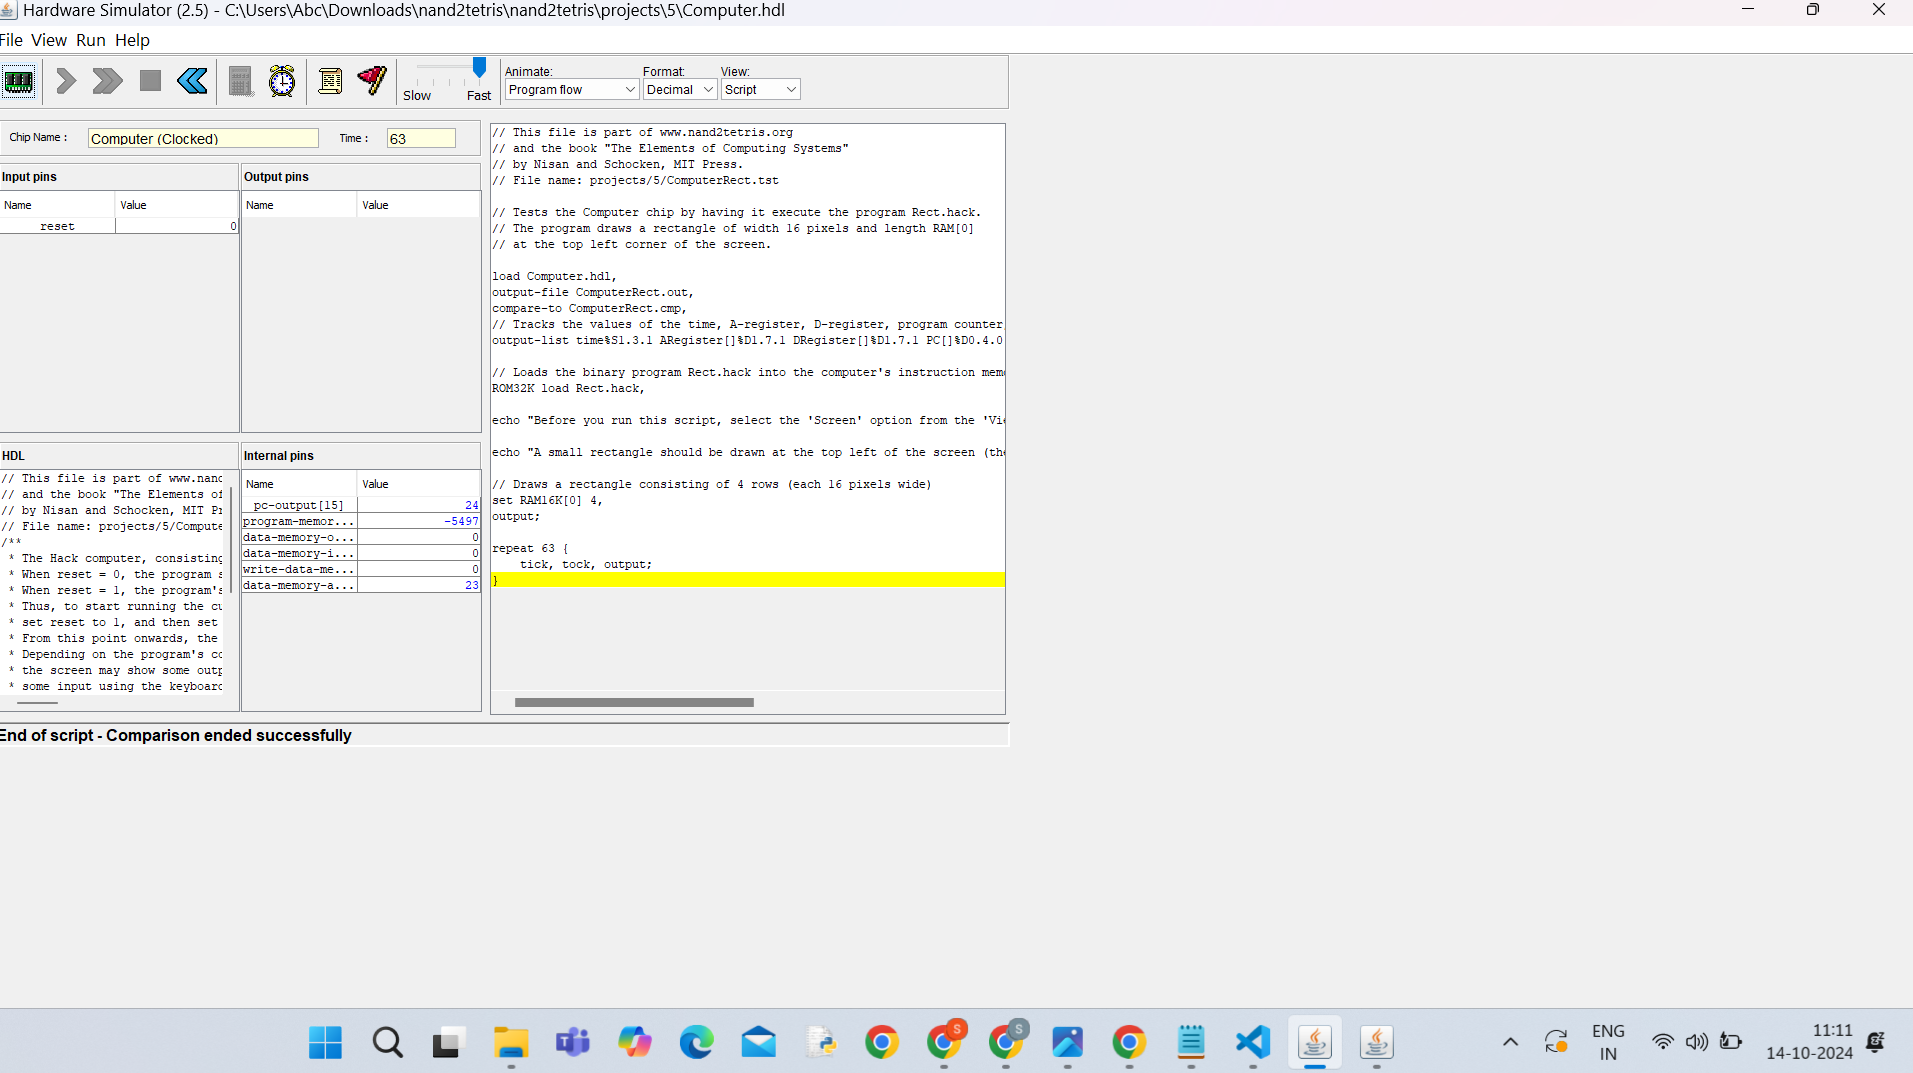 Hardware Simulator (2.5) - C:\Users\Abc\Downloads\nand2tetris\nand2tetris\projects\5\Computer.hdl
File View Run Help
Slow Fast
Animate: Format: View:
Program flow Decimal Script
Chip Name : Computer (Clocked) Time : 63
Input pins
Name Value
reset 0
Output pins
Name Value
HDL
// This file is part of www.nand
// and the book "The Elements of
// by Nisan and Schocken, MIT Pr
// File name: projects/5/Compute
/**
* The Hack computer, consisting
* When reset = 0, the program s
* When reset = 1, the program's
* Thus, to start running the cu
* set reset to 1, and then set
* From this point onwards, the
* Depending on the program's co
* the screen may show some outp
* some input using the keyboard
Internal pins
Name Value
pc-output[15] 24
program-memor... -5497
data-memory-o... 0
data-memory-i... 0
write-data-me... 0
data-memory-a... 23
// This file is part of www.nand2tetris.org
// and the book "The Elements of Computing Systems"
// by Nisan and Schocken, MIT Press.
// File name: projects/5/ComputerRect.tst
// Tests the Computer chip by having it execute the program Rect.hack.
// The program draws a rectangle of width 16 pixels and length RAM[0]
// at the top left corner of the screen.
load Computer.hdl,
output-file ComputerRect.out,
compare-to ComputerRect.cmp,
// Tracks the values of the time, A-register, D-register, program counter,
output-list time%S1.3.1 ARegister[]%D1.7.1 DRegister[]%D1.7.1 PC[]%D0.4.0
// Loads the binary program Rect.hack into the computer's instruction mem
ROM32K load Rect.hack,
echo "Before you run this script, select the 'Screen' option from the 'Vi
echo "A small rectangle should be drawn at the top left of the screen (th
// Draws a rectangle consisting of 4 rows (each 16 pixels wide)
set RAM16K[0] 4,
output;
repeat 63 {
tick, tock, output;
}
End of script - Comparison ended successfully
ENG
IN
11:11
14-10-2024